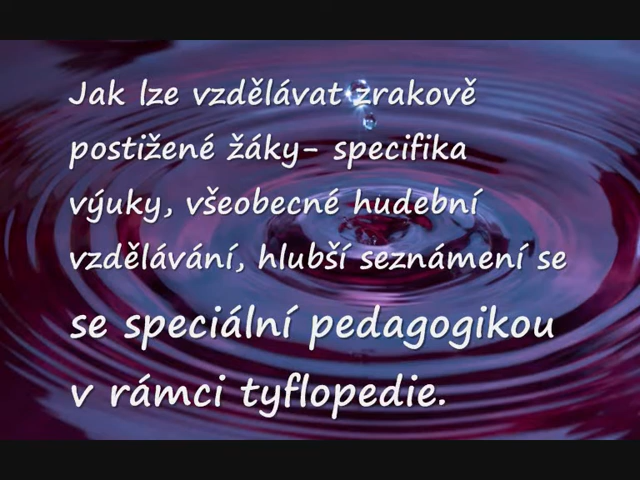 Jak lze vzdělávat zrakově
postižené žáky- specifika
výuky, všeobecné hudební
vzdělávání, hlubší seznámení se
se speciální pedagogikou
v rámci tyflopedie.